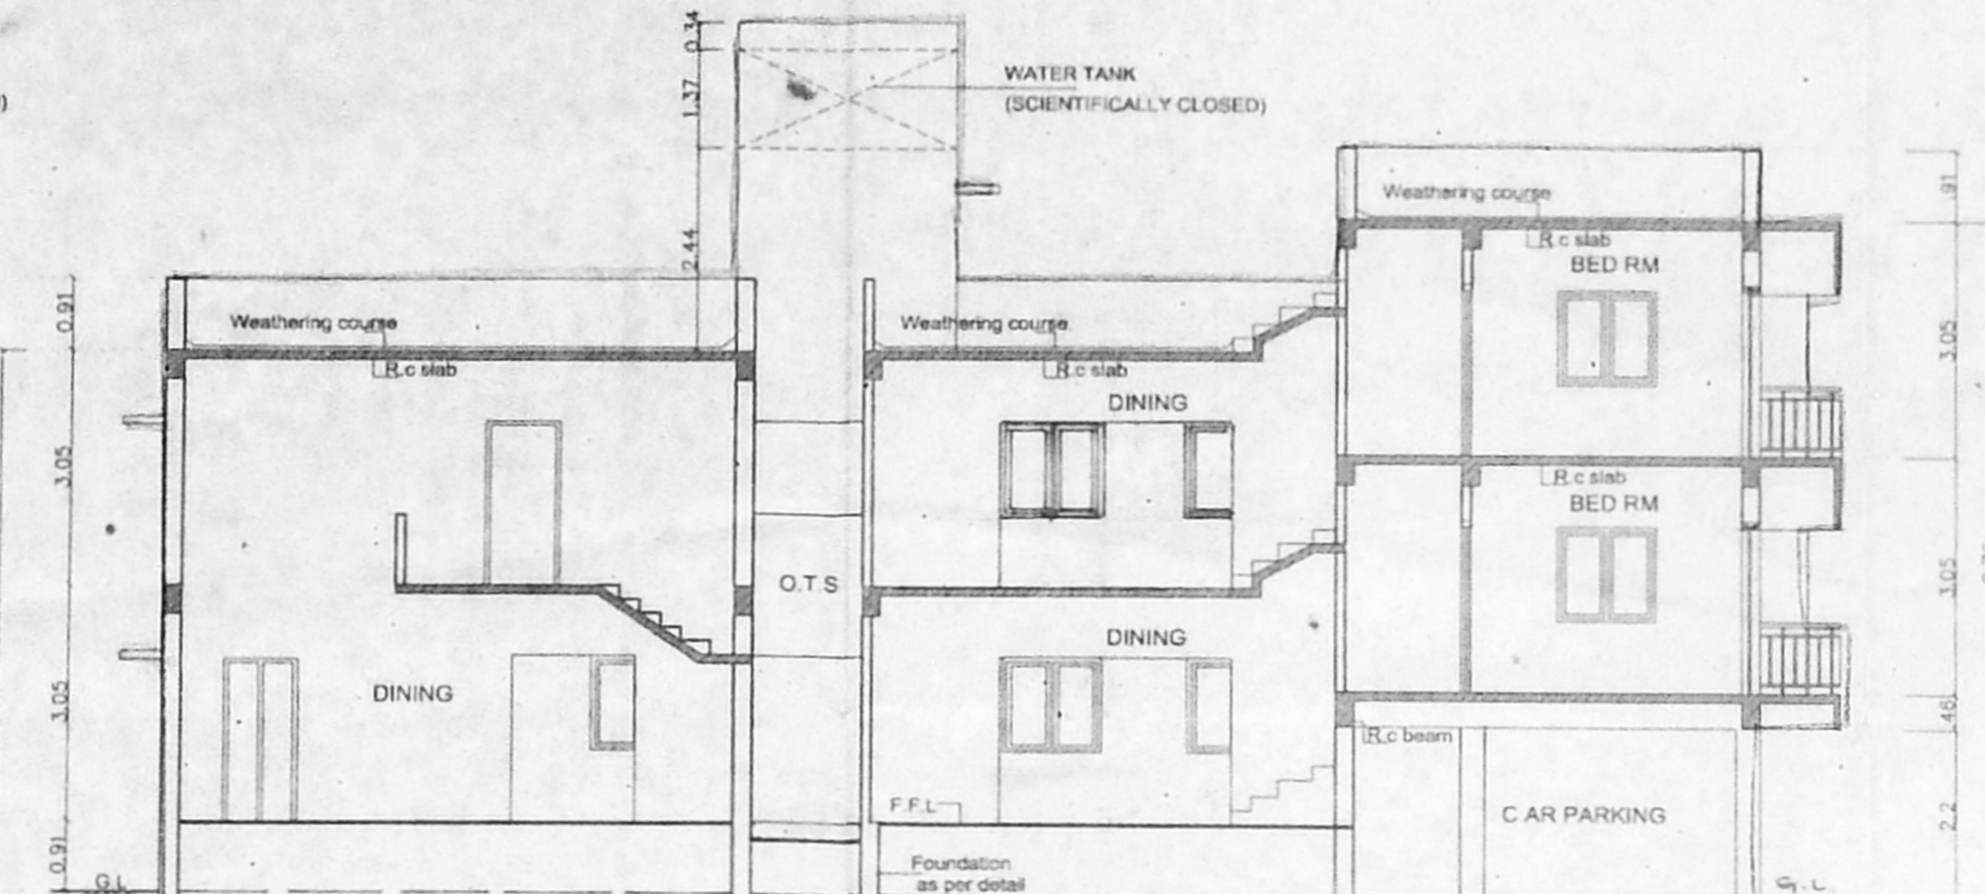 0.34
WATER TANK
(SCIENTIFICALLY CLOSED)
1.37
2.44
Weathering course
R.c slab
BED RM
.91
0.91
Weathering course
R.c slab
Weathering course
R.c slab
DINING
3.05
3.05
R.c slab
BED RM
O.T.S
3.05
3.05
DINING
DINING
.46
R.c beam
F.F.L
C AR PARKING
2.2
0.91
G.L
Foundation
as per detail
G.L